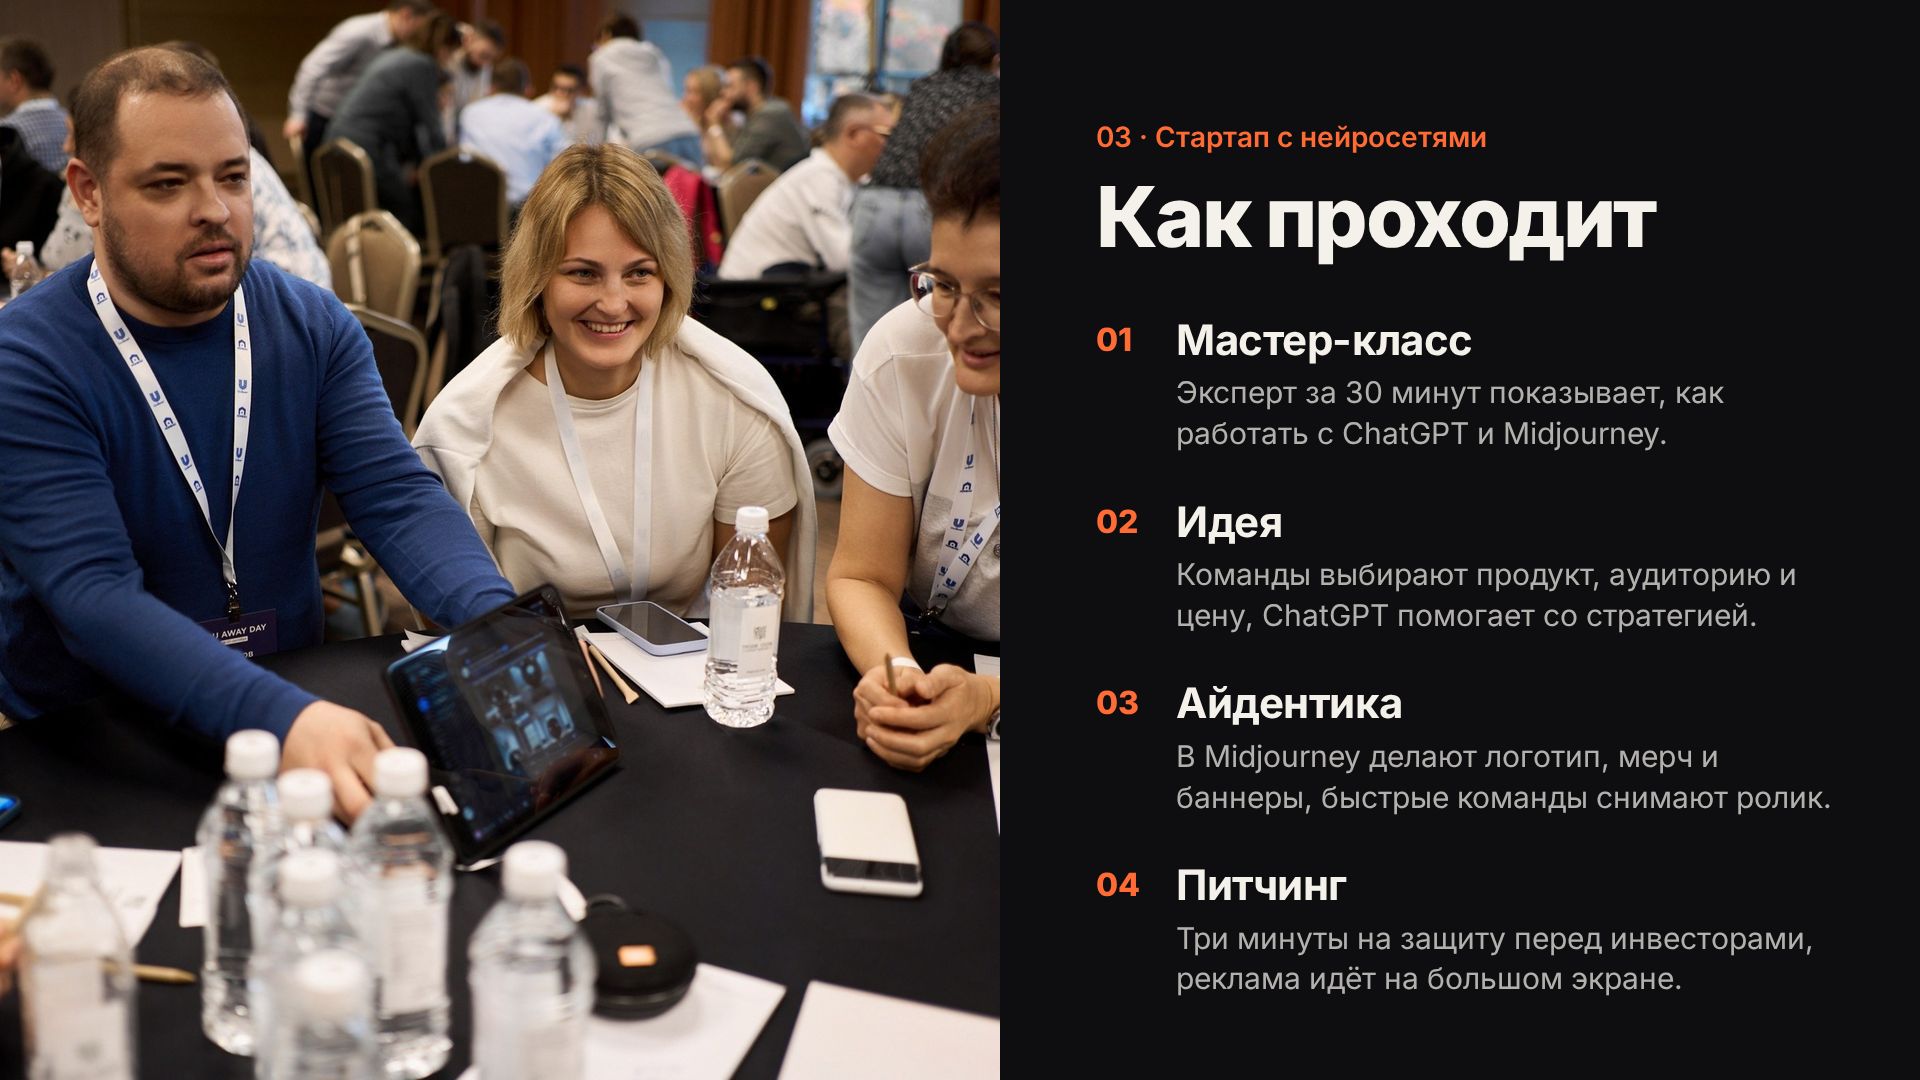 03 · Стартап с нейросетями
Как проходит
01 Мастер-класс
Эксперт за 30 минут показывает, как
работать с ChatGPT и Midjourney.
02 Идея
Команды выбирают продукт, аудиторию и
цену, ChatGPT помогает со стратегией.
03 Айдентика
В Midjourney делают логотип, мерч и
баннеры, быстрые команды снимают ролик.
04 Питчинг
Три минуты на защиту перед инвесторами,
реклама идёт на большом экране.
U AWAY DAY